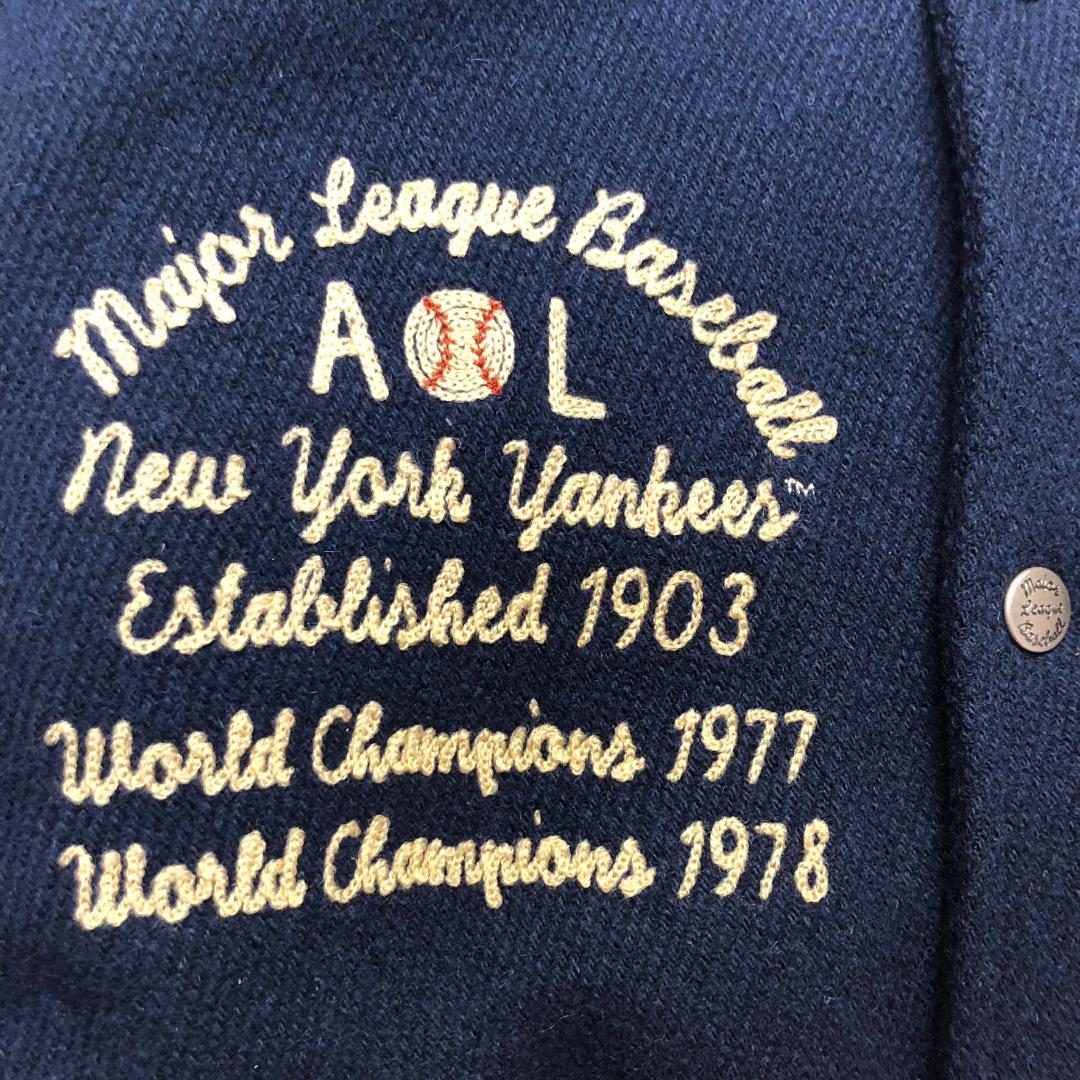 Major League Baseball
A L
New York Yankees™
Established 1903
World Champions 1977
World Champions 1978
Major
League
Baseball